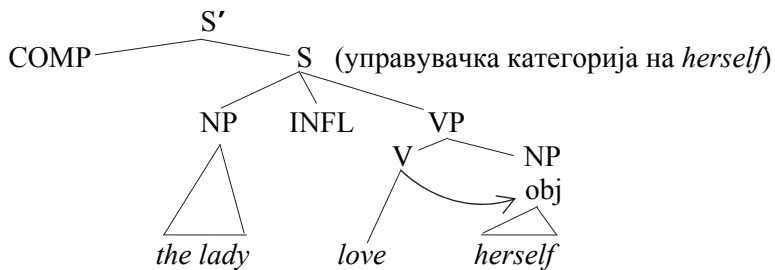 S′
COMP S (управувачка категорија на herself)
NP INFL VP
V NP
obj
the lady love herself